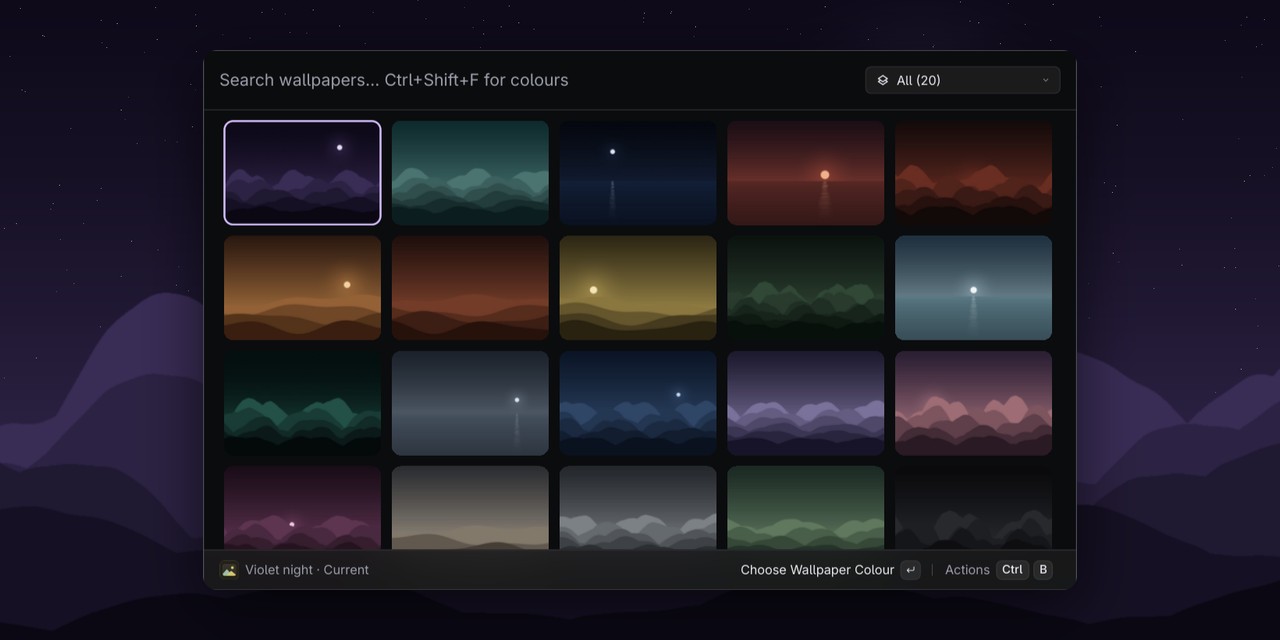 Search wallpapers... Ctrl+Shift+F for colours
All (20)
Violet night · Current
Choose Wallpaper Colour ↵
Actions Ctrl B